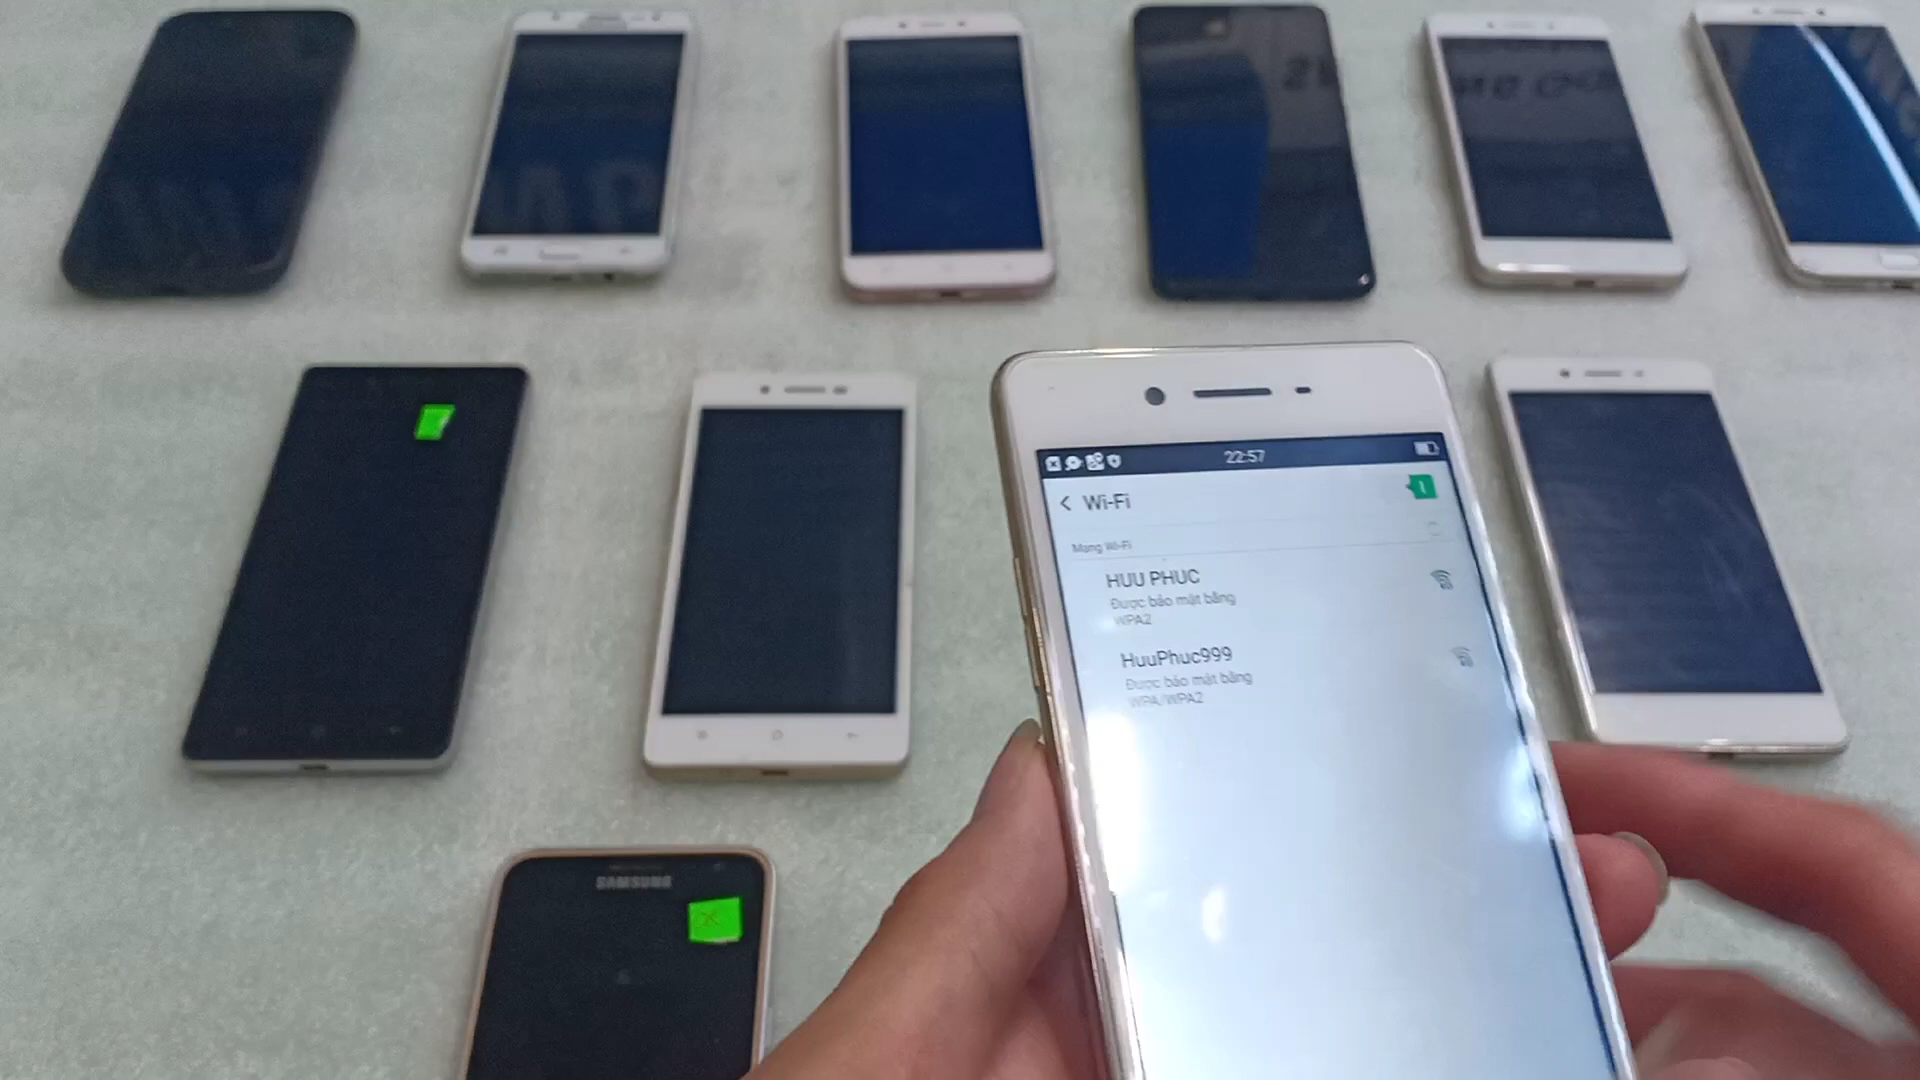 22:57
Wi-Fi
Mạng Wi-Fi
HUU PHUC
Được bảo mật bằng
WPA2
HuuPhuc999
Được bảo mật bằng
WPA/WPA2
SAMSUNG